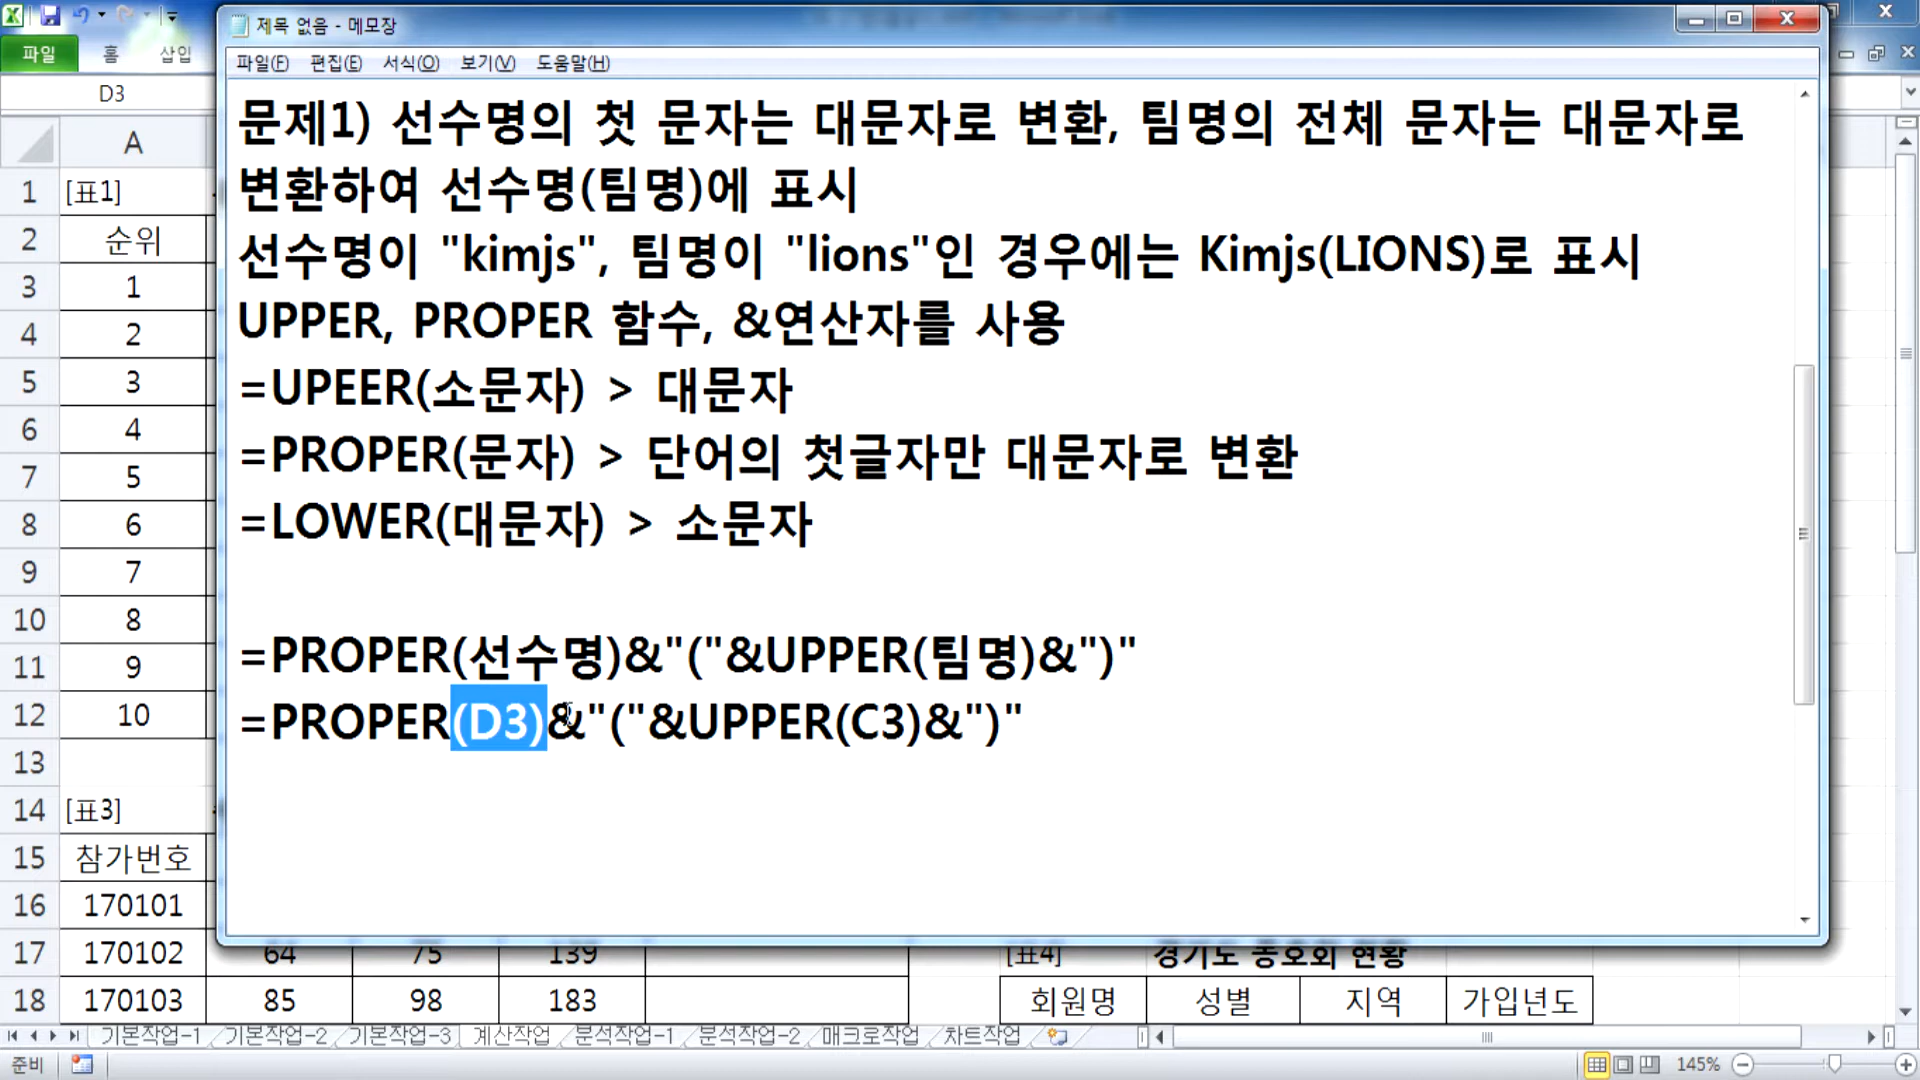 제목 없음 - 메모장
파일 홈 삽입
파일(F) 편집(E) 서식(O) 보기(V) 도움말(H)
D3
문제1) 선수명의 첫 문자는 대문자로 변환, 팀명의 전체 문자는 대문자로
변환하여 선수명(팀명)에 표시
선수명이 "kimjs", 팀명이 "lions"인 경우에는 Kimjs(LIONS)로 표시
UPPER, PROPER 함수, &연산자를 사용
=UPEER(소문자) > 대문자
=PROPER(문자) > 단어의 첫글자만 대문자로 변환
=LOWER(대문자) > 소문자
=PROPER(선수명)&"("&UPPER(팀명)&")"
=PROPER(D3)&"("&UPPER(C3)&")"
A
1 [표1]
2 순위
3 1
4 2
5 3
6 4
7 5
8 6
9 7
10 8
11 9
12 10
13
14 [표3]
15 참가번호
16 170101
17 170102 64 75 139 [표4] 경기도 동호회 현황
18 170103 85 98 183 회원명 성별 지역 가입년도
기본작업-1 기본작업-2 기본작업-3 계산작업 분석작업-1 분석작업-2 매크로작업 차트작업
준비 145%